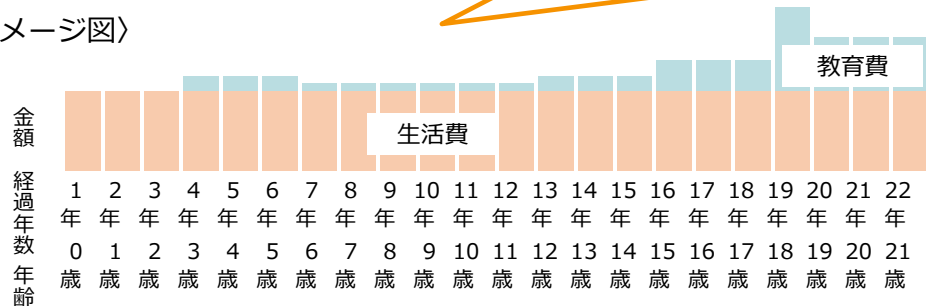 メージ図〉
教育費
生活費
金額
経過年数
1年 2年 3年 4年 5年 6年 7年 8年 9年 10年 11年 12年 13年 14年 15年 16年 17年 18年 19年 20年 21年 22年
年齢
0歳 1歳 2歳 3歳 4歳 5歳 6歳 7歳 8歳 9歳 10歳 11歳 12歳 13歳 14歳 15歳 16歳 17歳 18歳 19歳 20歳 21歳